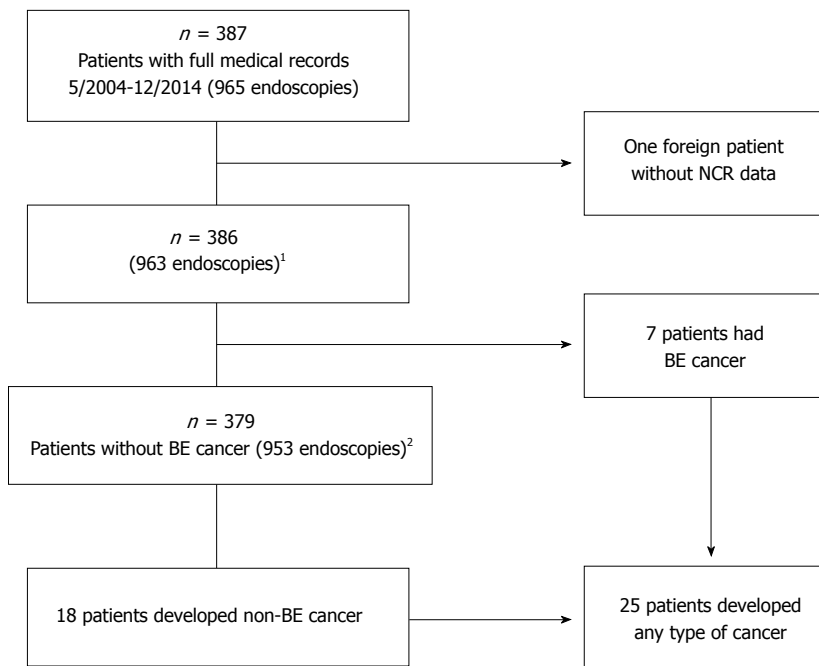 n = 387
Patients with full medical records
5/2004-12/2014 (965 endoscopies)
One foreign patient
without NCR data
n = 386
(963 endoscopies)¹
7 patients had
BE cancer
n = 379
Patients without BE cancer (953 endoscopies)²
18 patients developed non-BE cancer
25 patients developed
any type of cancer